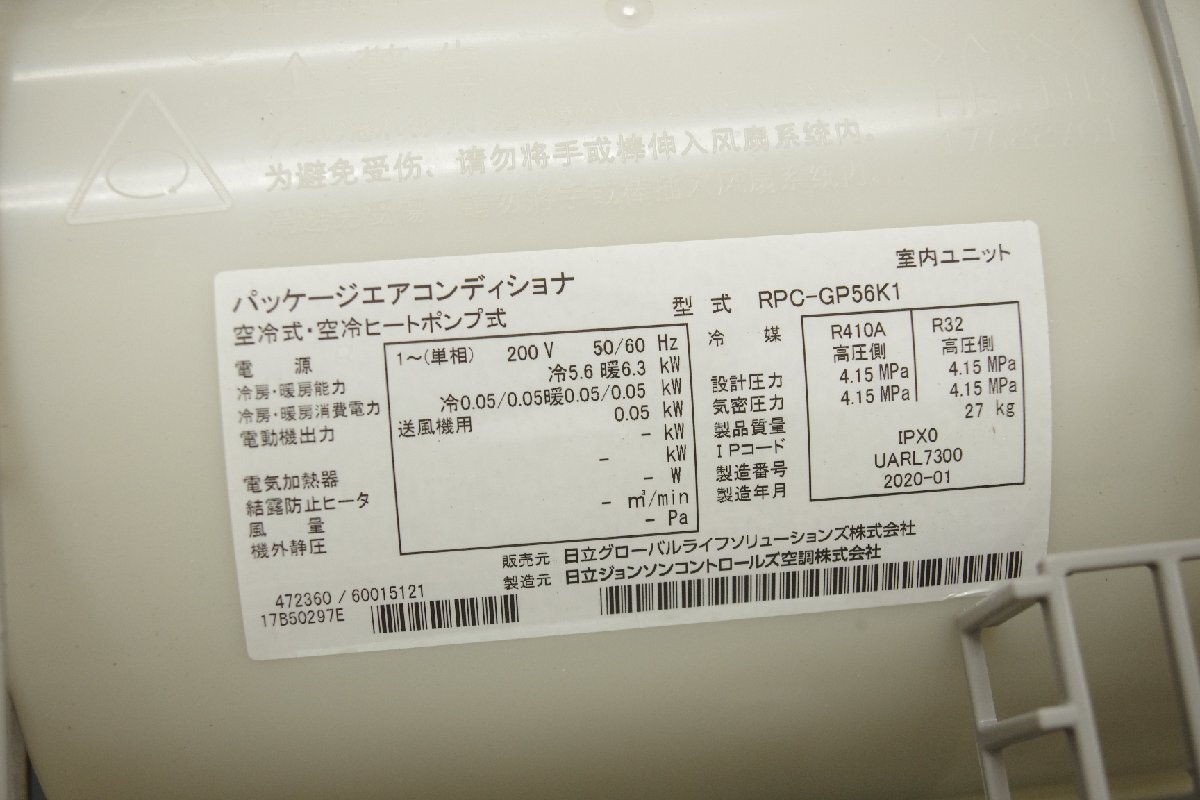 警告
为避免受伤、请勿将手或棒伸入风扇系统内。
パッケージエアコンディショナ
室内ユニット
空冷式・空冷ヒートポンプ式
型式 RPC-GP56K1
電源 1～(単相) 200 V 50/60 Hz
冷房・暖房能力 冷5.6 暖6.3 kW
冷房・暖房消費電力 冷0.05/0.05暖0.05/0.05 kW
電動機出力 送風機用 0.05 kW
- kW
電気加熱器 - kW
結露防止ヒータ - W
風量 - ㎥/min
機外静圧 - Pa
冷媒 R410A R32
高圧側 高圧側
設計圧力 4.15 MPa 4.15 MPa
気密圧力 4.15 MPa 4.15 MPa
製品質量 27 kg
IPコード IPX0
製造番号 UARL7300
製造年月 2020-01
販売元 日立グローバルライフソリューションズ株式会社
製造元 日立ジョンソンコントロールズ空調株式会社
472360 / 60015121
17B50297E